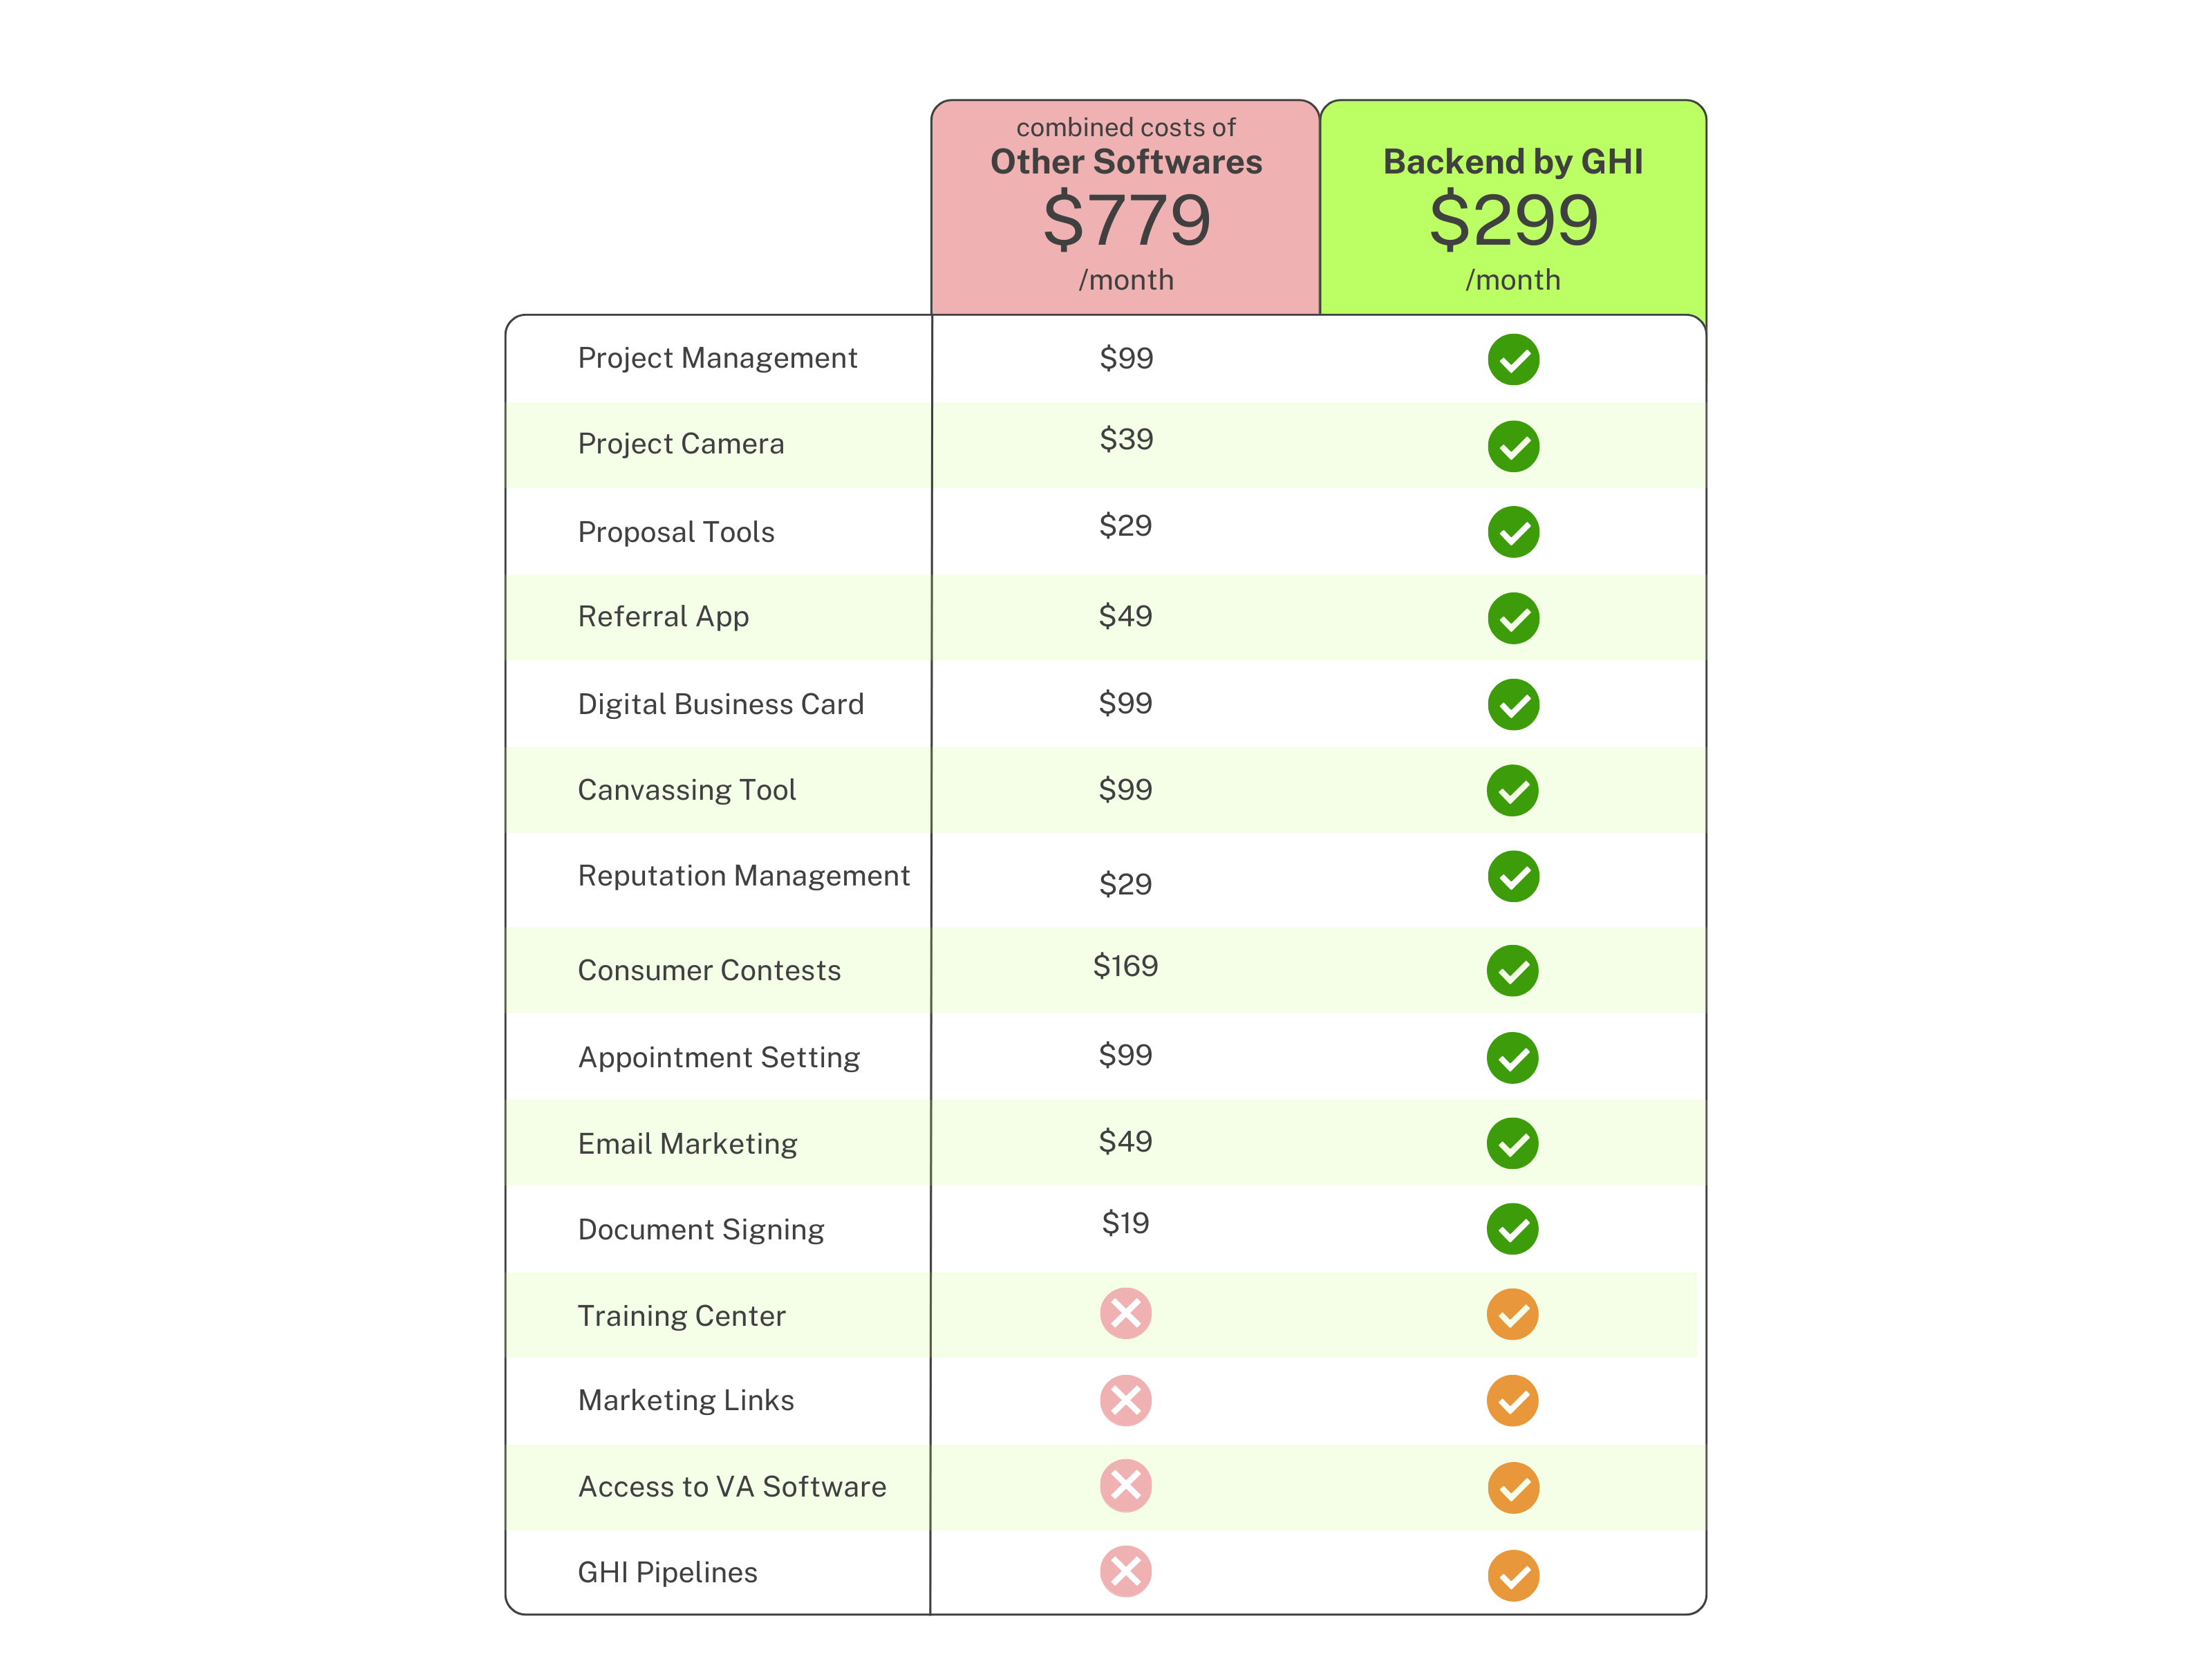 combined costs of
Other Softwares
$779
/month
Backend by GHI
$299
/month
Project Management $99
Project Camera $39
Proposal Tools $29
Referral App $49
Digital Business Card $99
Canvassing Tool $99
Reputation Management $29
Consumer Contests $169
Appointment Setting $99
Email Marketing $49
Document Signing $19
Training Center
Marketing Links
Access to VA Software
GHI Pipelines